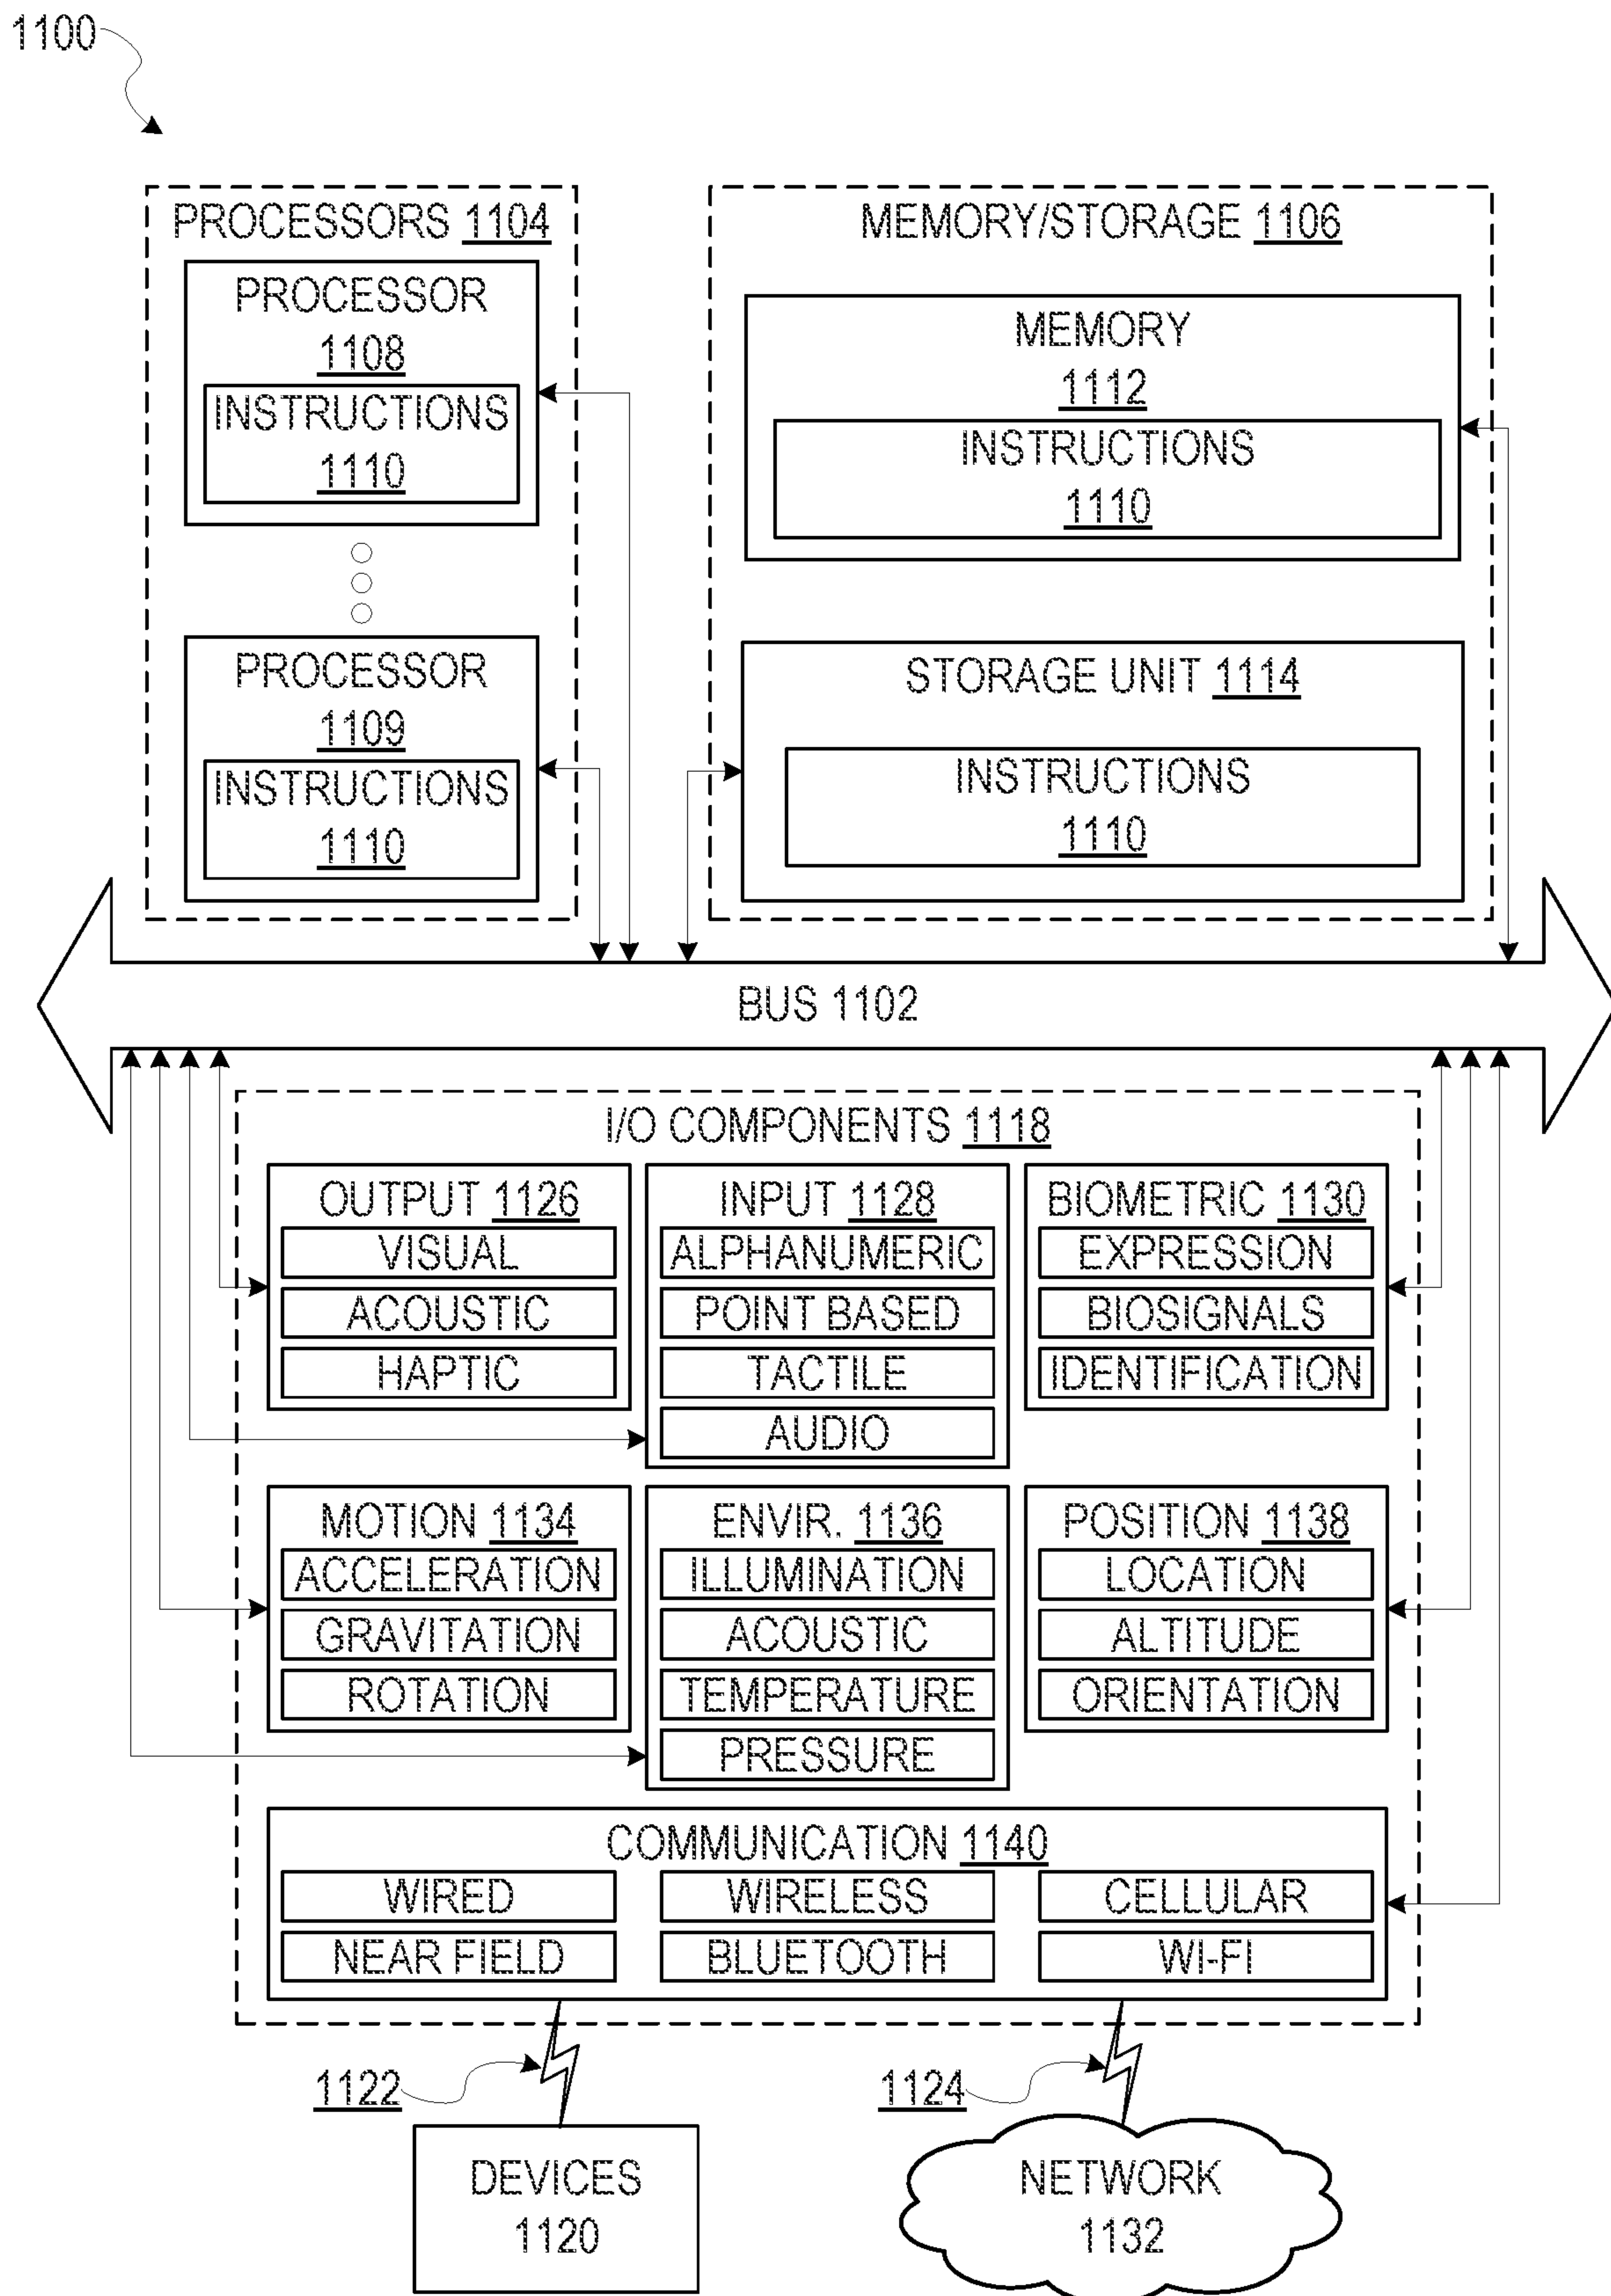 1100
PROCESSORS 1104
PROCESSOR
1108
INSTRUCTIONS
1110
PROCESSOR
1109
INSTRUCTIONS
1110
MEMORY/STORAGE 1106
MEMORY
1112
INSTRUCTIONS
1110
STORAGE UNIT 1114
INSTRUCTIONS
1110
BUS 1102
I/O COMPONENTS 1118
OUTPUT 1126
VISUAL
ACOUSTIC
HAPTIC
INPUT 1128
ALPHANUMERIC
POINT BASED
TACTILE
AUDIO
BIOMETRIC 1130
EXPRESSION
BIOSIGNALS
IDENTIFICATION
MOTION 1134
ACCELERATION
GRAVITATION
ROTATION
ENVIR. 1136
ILLUMINATION
ACOUSTIC
TEMPERATURE
PRESSURE
POSITION 1138
LOCATION
ALTITUDE
ORIENTATION
COMMUNICATION 1140
WIRED
WIRELESS
CELLULAR
NEAR FIELD
BLUETOOTH
WI-FI
1122
1124
DEVICES
1120
NETWORK
1132